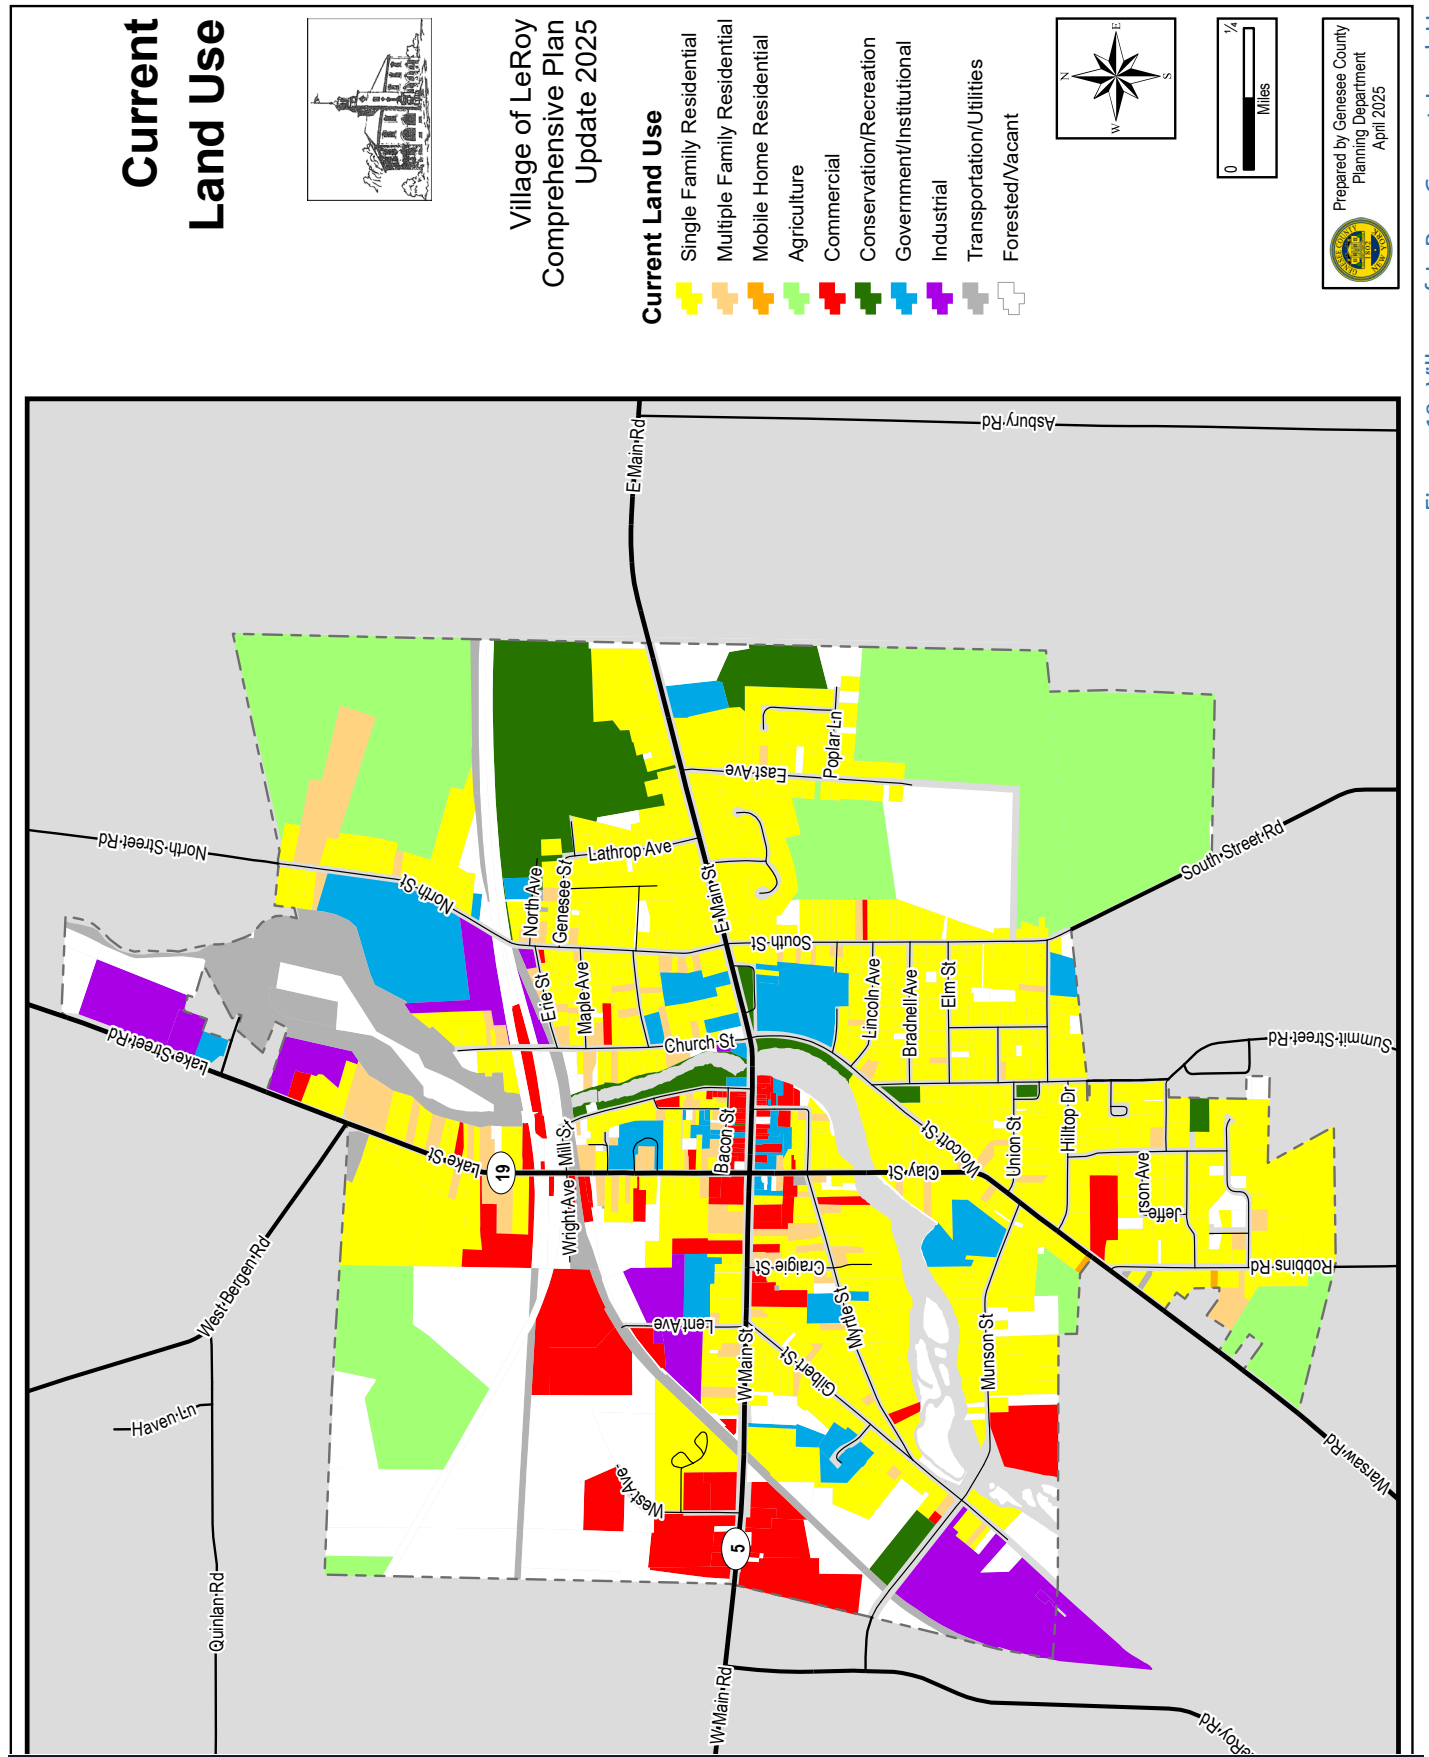 Current
Land Use
Village of LeRoy
Comprehensive Plan
Update 2025
Current Land Use
Single Family Residential
Multiple Family Residential
Mobile Home Residential
Agriculture
Commercial
Conservation/Recreation
Government/Institutional
Industrial
Transportation/Utilities
Forested/Vacant
N
E
S
W
0
¼
Miles
Prepared by Genesee County
Planning Department
April 2025
GENESEE COUNTY
1802
NEW YORK
Asbury Rd
E Main Rd
North Street Rd
North St
Lathrop Ave
North Ave
Genesee St
E Main St
East Ave
Poplar Ln
South Street Rd
South St
Erie St
Maple Ave
Church St
Lincoln Ave
Bradnell Ave
Elm St
Summit Street Rd
Lake Street Rd
Lake St
19
Mill St
Wright Ave
Bacon St
Clay St
Wolcott St
Union St
Hilltop Dr
Jefferson Ave
Robbins Rd
West Bergen Rd
Haven Ln
Quinlan Rd
Lent Ave
Craigie St
Myrtle St
Gilbert St
W Main St
Munson St
West Ave
5
W Main Rd
Warsaw Rd